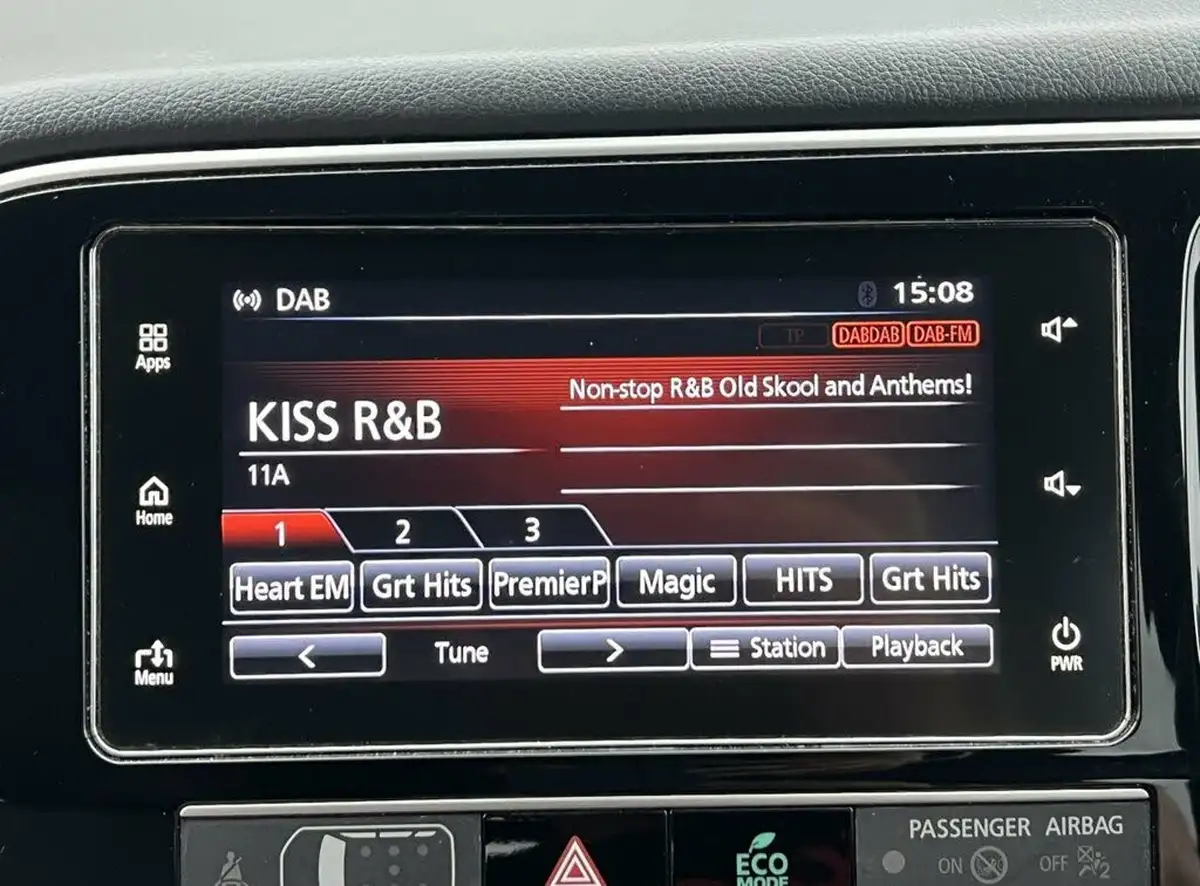 DAB
15:08
TP
DABDAB
DAB-FM
Apps
Non-stop R&B Old Skool and Anthems!
KISS R&B
11A
Home
1
2
3
Heart EM
Grt Hits
PremierP
Magic
HITS
Grt Hits
Menu
<
Tune
>
Station
Playback
PWR
ECO
MODE
PASSENGER AIRBAG
ON
OFF
2